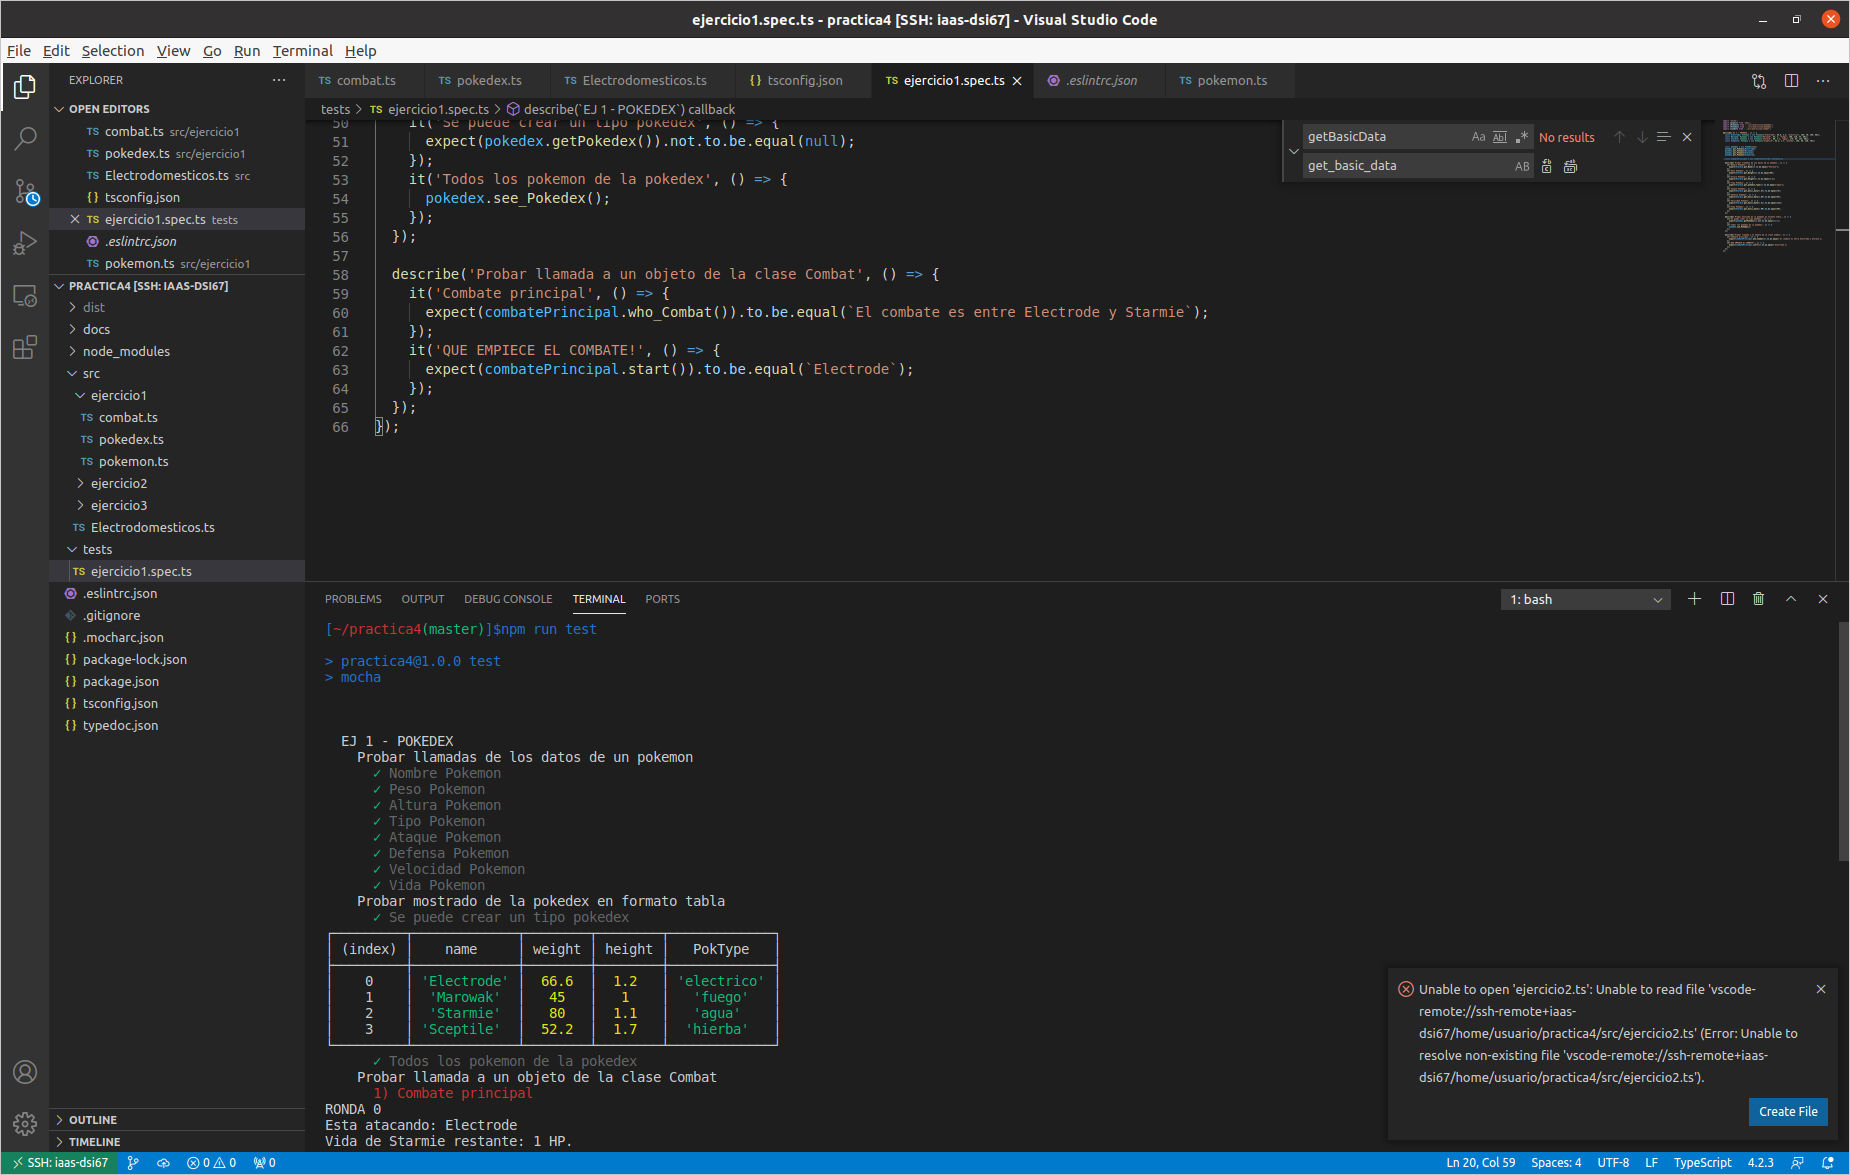 ejercicio1.spec.ts - practica4 [SSH: iaas-dsi67] - Visual Studio Code
File Edit Selection View Go Run Terminal Help
EXPLORER
OPEN EDITORS
TS combat.ts src/ejercicio1
TS pokedex.ts src/ejercicio1
TS Electrodomesticos.ts src
{ } tsconfig.json
TS ejercicio1.spec.ts tests
.eslintrc.json
TS pokemon.ts src/ejercicio1
PRACTICA4 [SSH: IAAS-DSI67]
dist
docs
node_modules
src
ejercicio1
TS combat.ts
TS pokedex.ts
TS pokemon.ts
ejercicio2
ejercicio3
TS Electrodomesticos.ts
tests
TS ejercicio1.spec.ts
.eslintrc.json
.gitignore
{ } .mocharc.json
{ } package-lock.json
{ } package.json
{ } tsconfig.json
{ } typedoc.json
OUTLINE
TIMELINE
TS combat.ts TS pokedex.ts TS Electrodomesticos.ts { } tsconfig.json TS ejercicio1.spec.ts .eslintrc.json TS pokemon.ts
tests > TS ejercicio1.spec.ts > describe(`EJ 1 - POKEDEX`) callback
getBasicData Aa Abl .* No results
get_basic_data AB
50 it('Se puede crear un tipo pokedex', () => {
51 expect(pokedex.getPokedex()).not.to.be.equal(null);
52 });
53 it('Todos los pokemon de la pokedex', () => {
54 pokedex.see_Pokedex();
55 });
56 });
57
58 describe('Probar llamada a un objeto de la clase Combat', () => {
59 it('Combate principal', () => {
60 expect(combatePrincipal.who_Combat()).to.be.equal(`El combate es entre Electrode y Starmie`);
61 });
62 it('QUE EMPIECE EL COMBATE!', () => {
63 expect(combatePrincipal.start()).to.be.equal(`Electrode`);
64 });
65 });
66 });
PROBLEMS OUTPUT DEBUG CONSOLE TERMINAL PORTS
1: bash
[~/practica4(master)]$npm run test
> practica4@1.0.0 test
> mocha
EJ 1 - POKEDEX
Probar llamadas de los datos de un pokemon
✓ Nombre Pokemon
✓ Peso Pokemon
✓ Altura Pokemon
✓ Tipo Pokemon
✓ Ataque Pokemon
✓ Defensa Pokemon
✓ Velocidad Pokemon
✓ Vida Pokemon
Probar mostrado de la pokedex en formato tabla
✓ Se puede crear un tipo pokedex
(index) name weight height PokType
0 'Electrode' 66.6 1.2 'electrico'
1 'Marowak' 45 1 'fuego'
2 'Starmie' 80 1.1 'agua'
3 'Sceptile' 52.2 1.7 'hierba'
✓ Todos los pokemon de la pokedex
Probar llamada a un objeto de la clase Combat
1) Combate principal
RONDA 0
Esta atacando: Electrode
Vida de Starmie restante: 1 HP.
Unable to open 'ejercicio2.ts': Unable to read file 'vscode-
remote://ssh-remote+iaas-
dsi67/home/usuario/practica4/src/ejercicio2.ts' (Error: Unable to
resolve non-existing file 'vscode-remote://ssh-remote+iaas-
dsi67/home/usuario/practica4/src/ejercicio2.ts').
Create File
SSH: iaas-dsi67 0 0 0 Ln 20, Col 59 Spaces: 4 UTF-8 LF TypeScript 4.2.3